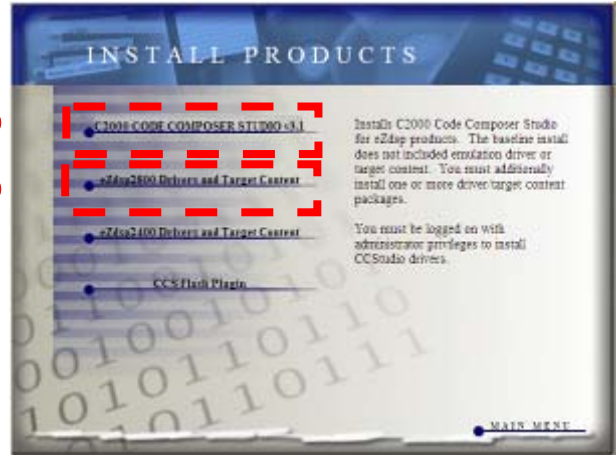 INSTALL PRODUCTS
C2000 CODE COMPOSER STUDIO v3.1
eZdsp2800 Drivers and Target Content
eZdsp2400 Drivers and Target Content
CCS Flash Plugin
Installs C2000 Code Composer Studio
for eZdsp products. The baseline install
does not included emulation driver or
target content. You must additionally
install one or more driver/target content
packages.
You must be logged on with
administrator privileges to install
CCStudio drivers.
MAIN MENU